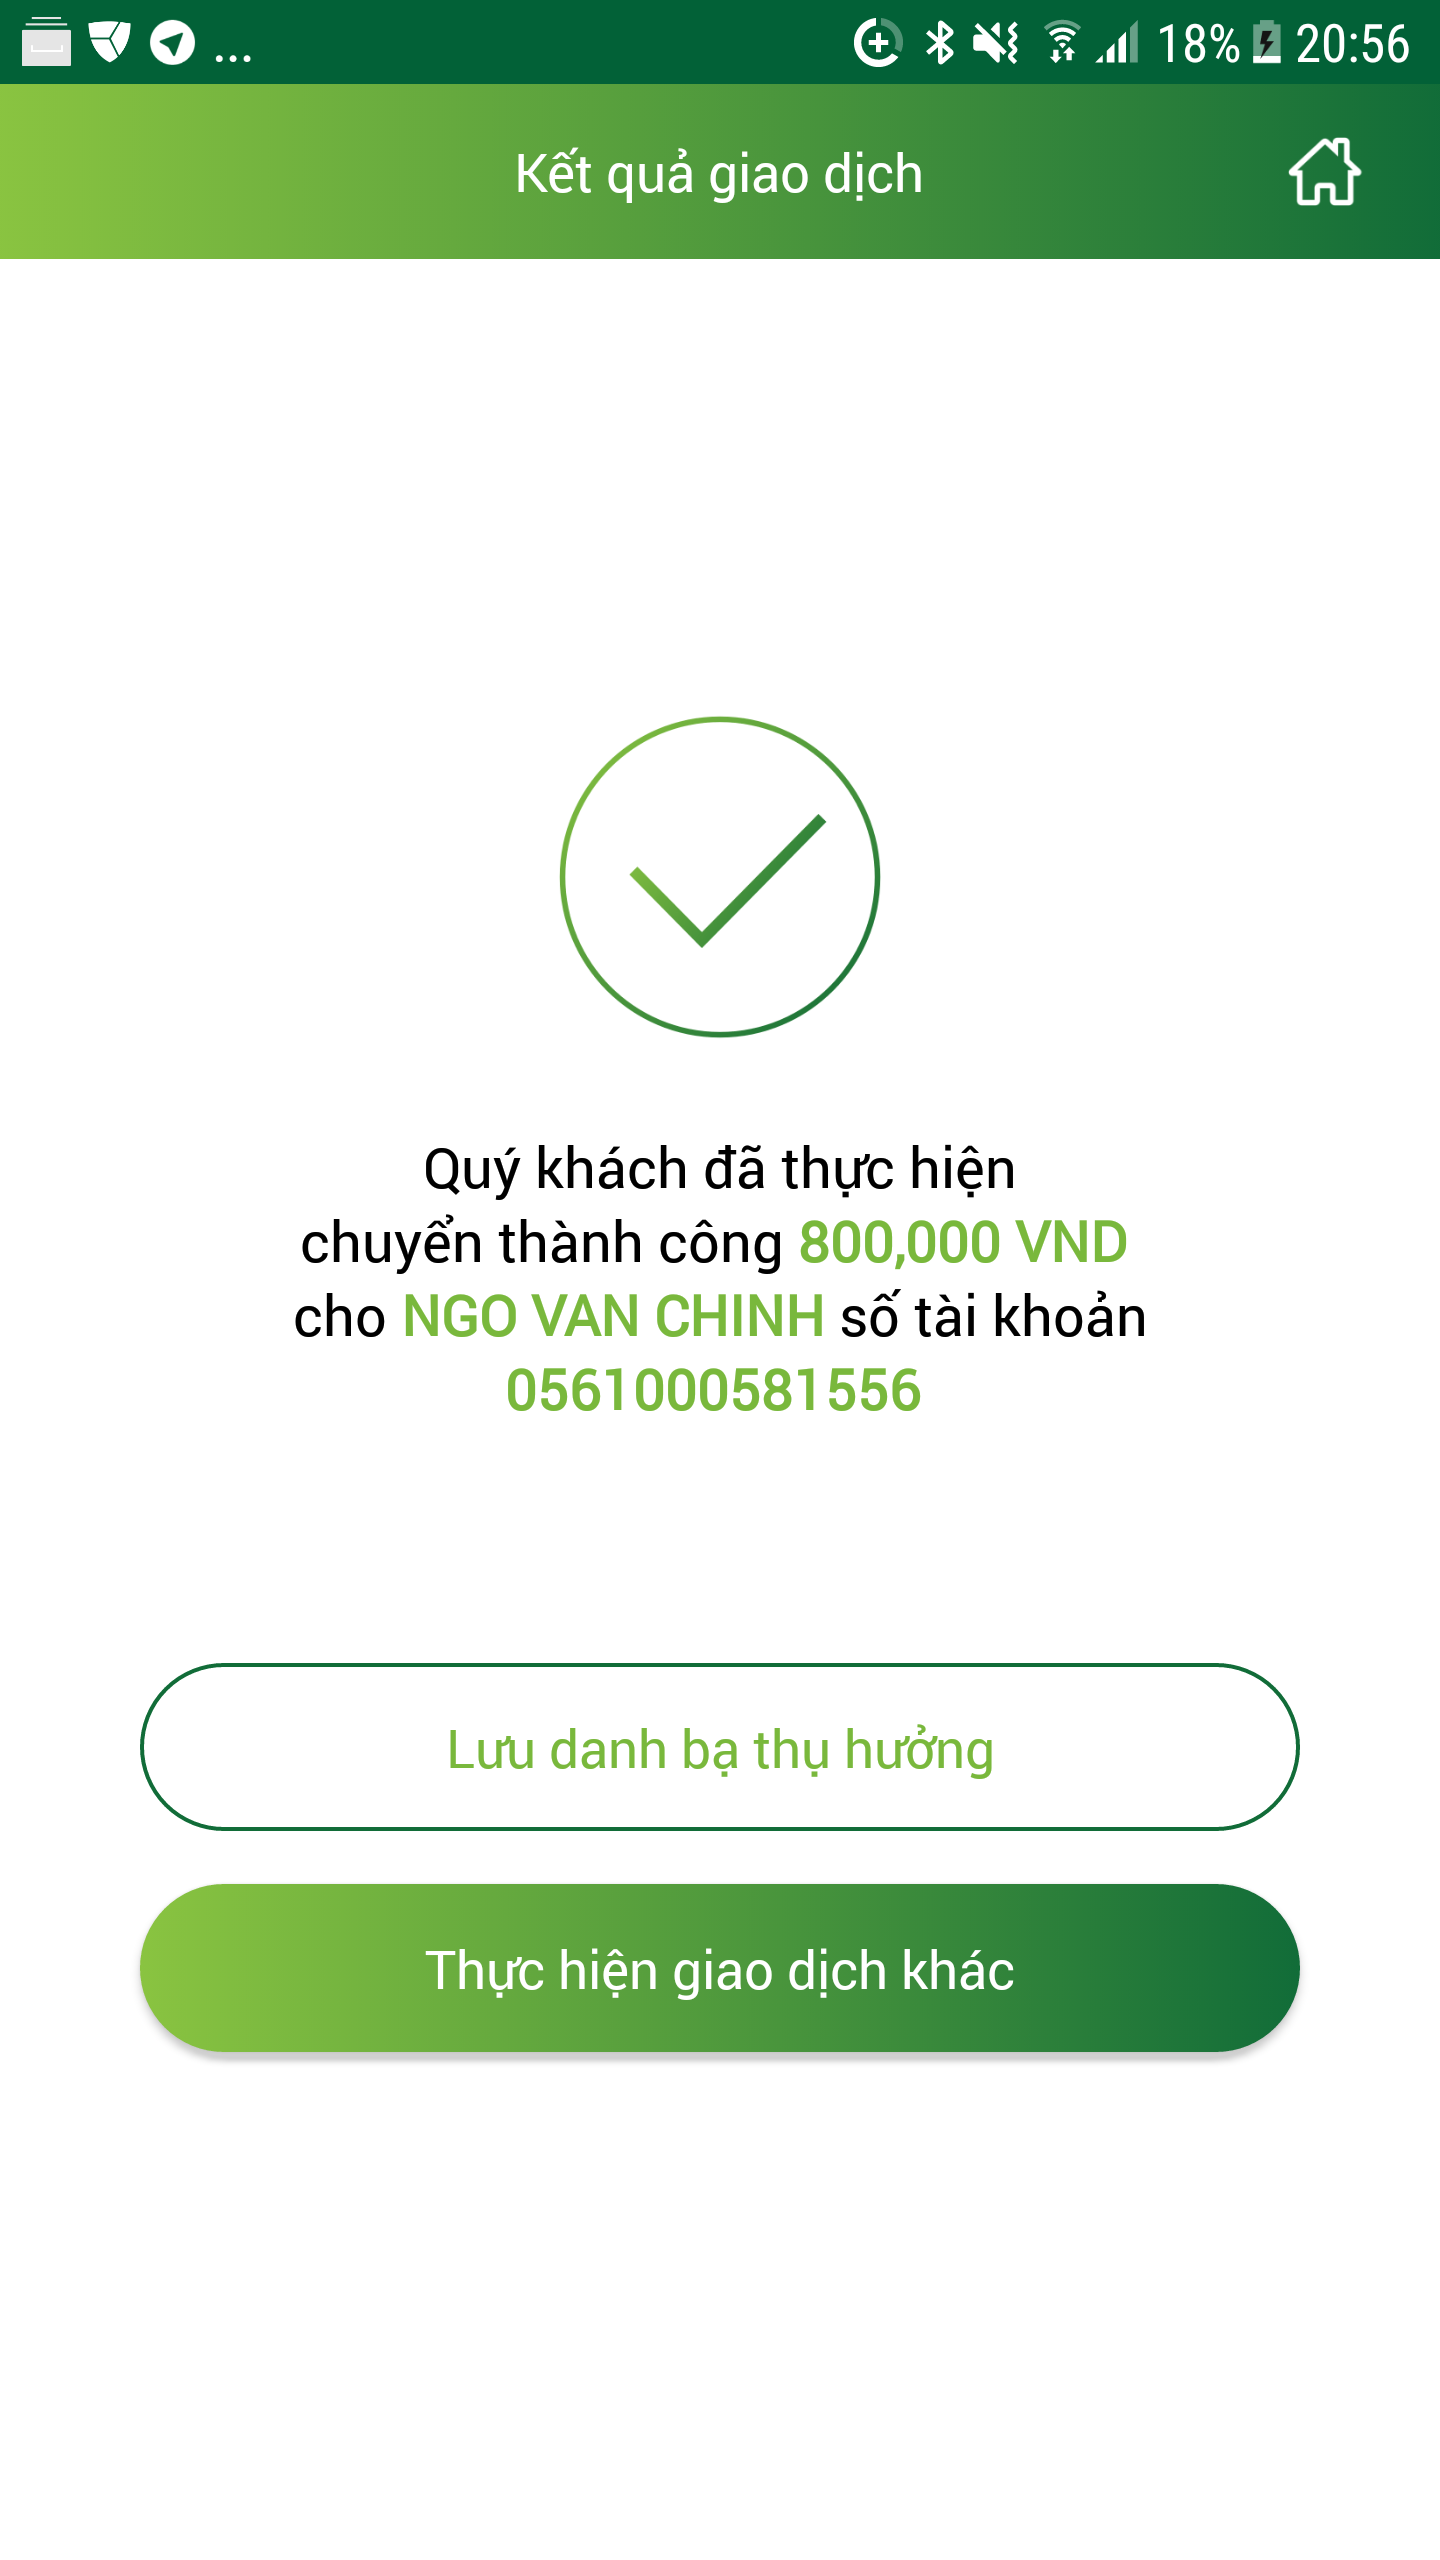 ... 18% 20:56
Kết quả giao dịch
Quý khách đã thực hiện
chuyển thành công 800,000 VND
cho NGO VAN CHINH số tài khoản
0561000581556
Lưu danh bạ thụ hưởng
Thực hiện giao dịch khác